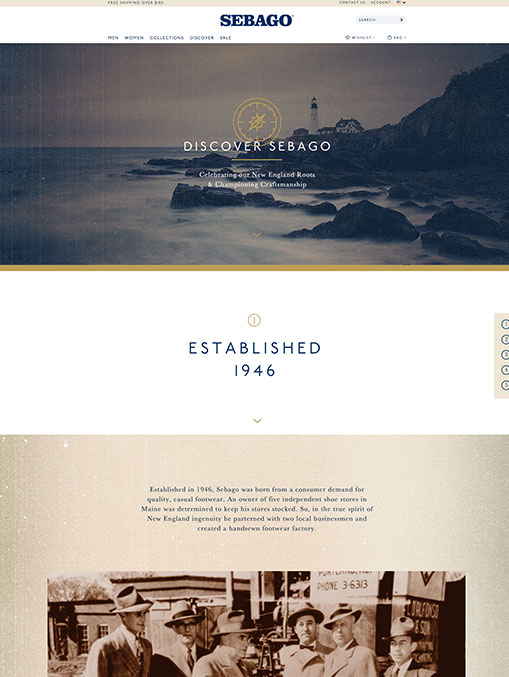 FREE SHIPPING OVER $100
CONTACT US ACCOUNT
SEBAGO
SEARCH
MEN WOMEN COLLECTIONS DISCOVER SALE
WISHLIST
BAG
DISCOVER SEBAGO
Celebrating our New England Roots
& Championing Craftsmanship
1
ESTABLISHED
1946
1
2
3
4
5
Established in 1946, Sebago was born from a consumer demand for
quality, casual footwear. An owner of five independent shoe stores in
Maine was determined to keep his stores stocked. So, in the true spirit of
New England ingenuity he parterned with two local businessmen and
created a handsewn footwear factory.
PHONE 3-6313